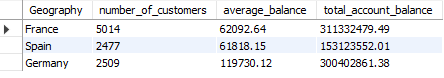 Geography number_of_customers average_balance total_account_balance
France 5014 62092.64 311332479.49
Spain 2477 61818.15 153123552.01
Germany 2509 119730.12 300402861.38